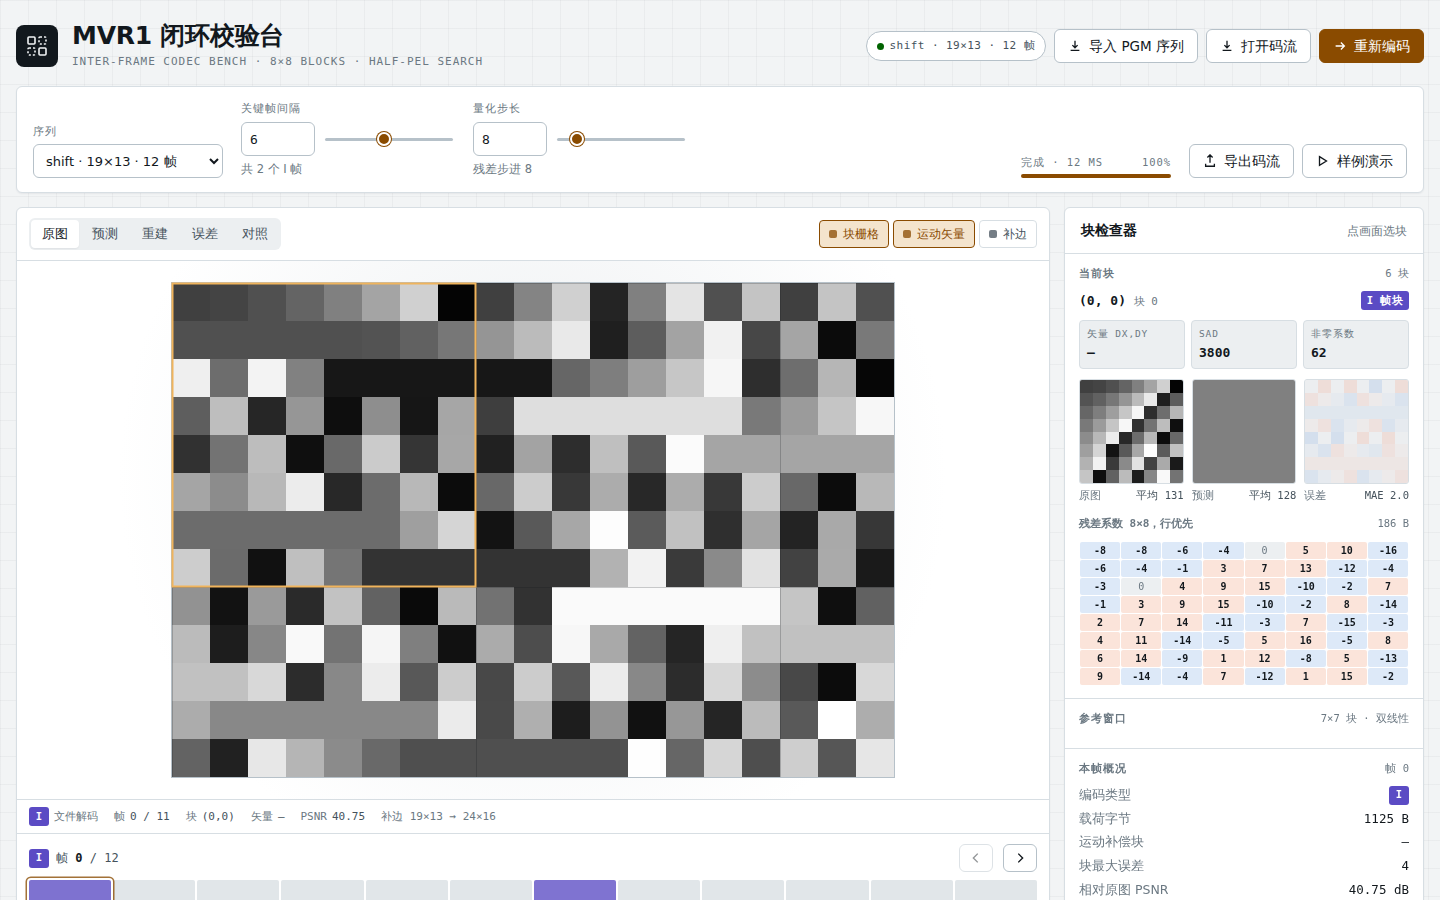 MVR1 闭环校验台
INTER-FRAME CODEC BENCH · 8×8 BLOCKS · HALF-PEL SEARCH
shift · 19×13 · 12 帧
导入 PGM 序列
打开码流
重新编码
序列
shift · 19×13 · 12 帧
关键帧间隔
6
共 2 个 I 帧
量化步长
8
残差步进 8
完成 · 12 MS 100%
导出码流
样例演示
原图 预测 重建 误差 对照
块栅格 运动矢量 补边
I 文件解码 帧 0 / 11 块 (0,0) 矢量 — PSNR 40.75 补边 19×13 → 24×16
I 帧 0 / 12
块检查器 点画面选块
当前块 6 块
(0, 0) 块 0 I 帧块
矢量 DX,DY SAD 非零系数
— 3800 62
原图 平均 131 预测 平均 128 误差 MAE 2.0
残差系数 8×8，行优先 186 B
-8 -8 -6 -4 0 5 10 -16
-6 -4 -1 3 7 13 -12 -4
-3 0 4 9 15 -10 -2 7
-1 3 9 15 -10 -2 8 -14
2 7 14 -11 -3 7 -15 -3
4 11 -14 -5 5 16 -5 8
6 14 -9 1 12 -8 5 -13
9 -14 -4 7 -12 1 15 -2
参考窗口 7×7 块 · 双线性
本帧概况 帧 0
编码类型 I
载荷字节 1125 B
运动补偿块 —
块最大误差 4
相对原图 PSNR 40.75 dB